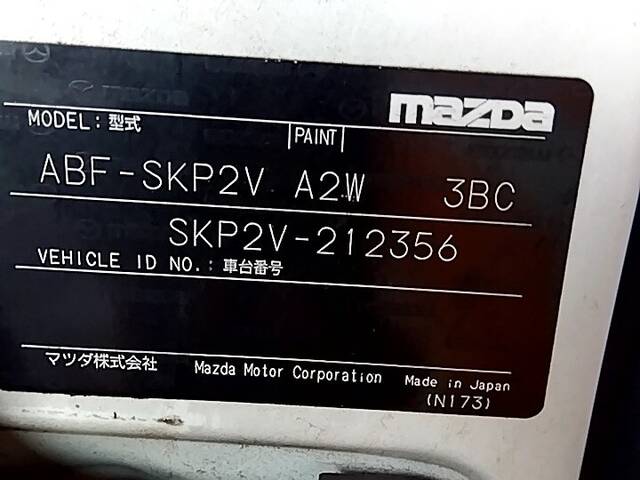 mazda
MODEL: 型式 PAINT
ABF-SKP2V A2W 3BC
SKP2V-212356
VEHICLE ID NO.: 車台番号
マツダ株式会社 Mazda Motor Corporation Made in Japan
(N173)